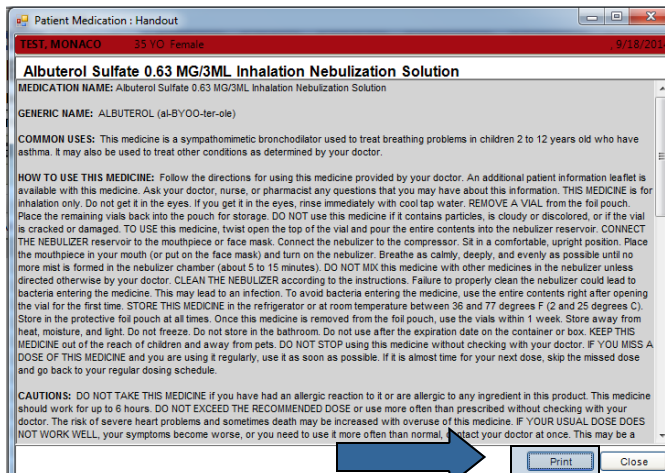 Patient Medication : Handout
TEST, MONACO 35 YO Female , 9/18/201
Albuterol Sulfate 0.63 MG/3ML Inhalation Nebulization Solution
MEDICATION NAME: Albuterol Sulfate 0.63 MG/3ML Inhalation Nebulization Solution
GENERIC NAME: ALBUTEROL (al-BYOO-ter-ole)
COMMON USES: This medicine is a sympathomimetic bronchodilator used to treat breathing problems in children 2 to 12 years old who have
asthma. It may also be used to treat other conditions as determined by your doctor.
HOW TO USE THIS MEDICINE: Follow the directions for using this medicine provided by your doctor. An additional patient information leaflet is
available with this medicine. Ask your doctor, nurse, or pharmacist any questions that you may have about this information. THIS MEDICINE is for
inhalation only. Do not get it in the eyes. If you get it in the eyes, rinse immediately with cool tap water. REMOVE A VIAL from the foil pouch.
Place the remaining vials back into the pouch for storage. DO NOT use this medicine if it contains particles, is cloudy or discolored, or if the vial
is cracked or damaged. TO USE this medicine, twist open the top of the vial and pour the entire contents into the nebulizer reservoir. CONNECT
THE NEBULIZER reservoir to the mouthpiece or face mask. Connect the nebulizer to the compressor. Sit in a comfortable, upright position. Place
the mouthpiece in your mouth (or put on the face mask) and turn on the nebulizer. Breathe as calmly, deeply, and evenly as possible until no
more mist is formed in the nebulizer chamber (about 5 to 15 minutes). DO NOT MIX this medicine with other medicines in the nebulizer unless
directed otherwise by your doctor. CLEAN THE NEBULIZER according to the instructions. Failure to properly clean the nebulizer could lead to
bacteria entering the medicine. This may lead to an infection. To avoid bacteria entering the medicine, use the entire contents right after opening
the vial for the first time. STORE THIS MEDICINE in the refrigerator or at room temperature between 36 and 77 degrees F (2 and 25 degrees C).
Store in the protective foil pouch at all times. Once this medicine is removed from the foil pouch, use the vials within 1 week. Store away from
heat, moisture, and light. Do not freeze. Do not store in the bathroom. Do not use after the expiration date on the container or box. KEEP THIS
MEDICINE out of the reach of children and away from pets. DO NOT STOP using this medicine without checking with your doctor. IF YOU MISS A
DOSE OF THIS MEDICINE and you are using it regularly, use it as soon as possible. If it is almost time for your next dose, skip the missed dose
and go back to your regular dosing schedule.
CAUTIONS: DO NOT TAKE THIS MEDICINE if you have had an allergic reaction to it or are allergic to any ingredient in this product. This medicine
should work for up to 6 hours. DO NOT EXCEED THE RECOMMENDED DOSE or use more often than prescribed without checking with your
doctor. The risk of severe heart problems and sometimes death may be increased with overuse of this medicine. IF YOUR USUAL DOSE DOES
NOT WORK WELL, your symptoms become worse, or you need to use it more often than normal, contact your doctor at once. This may be a
Print Close